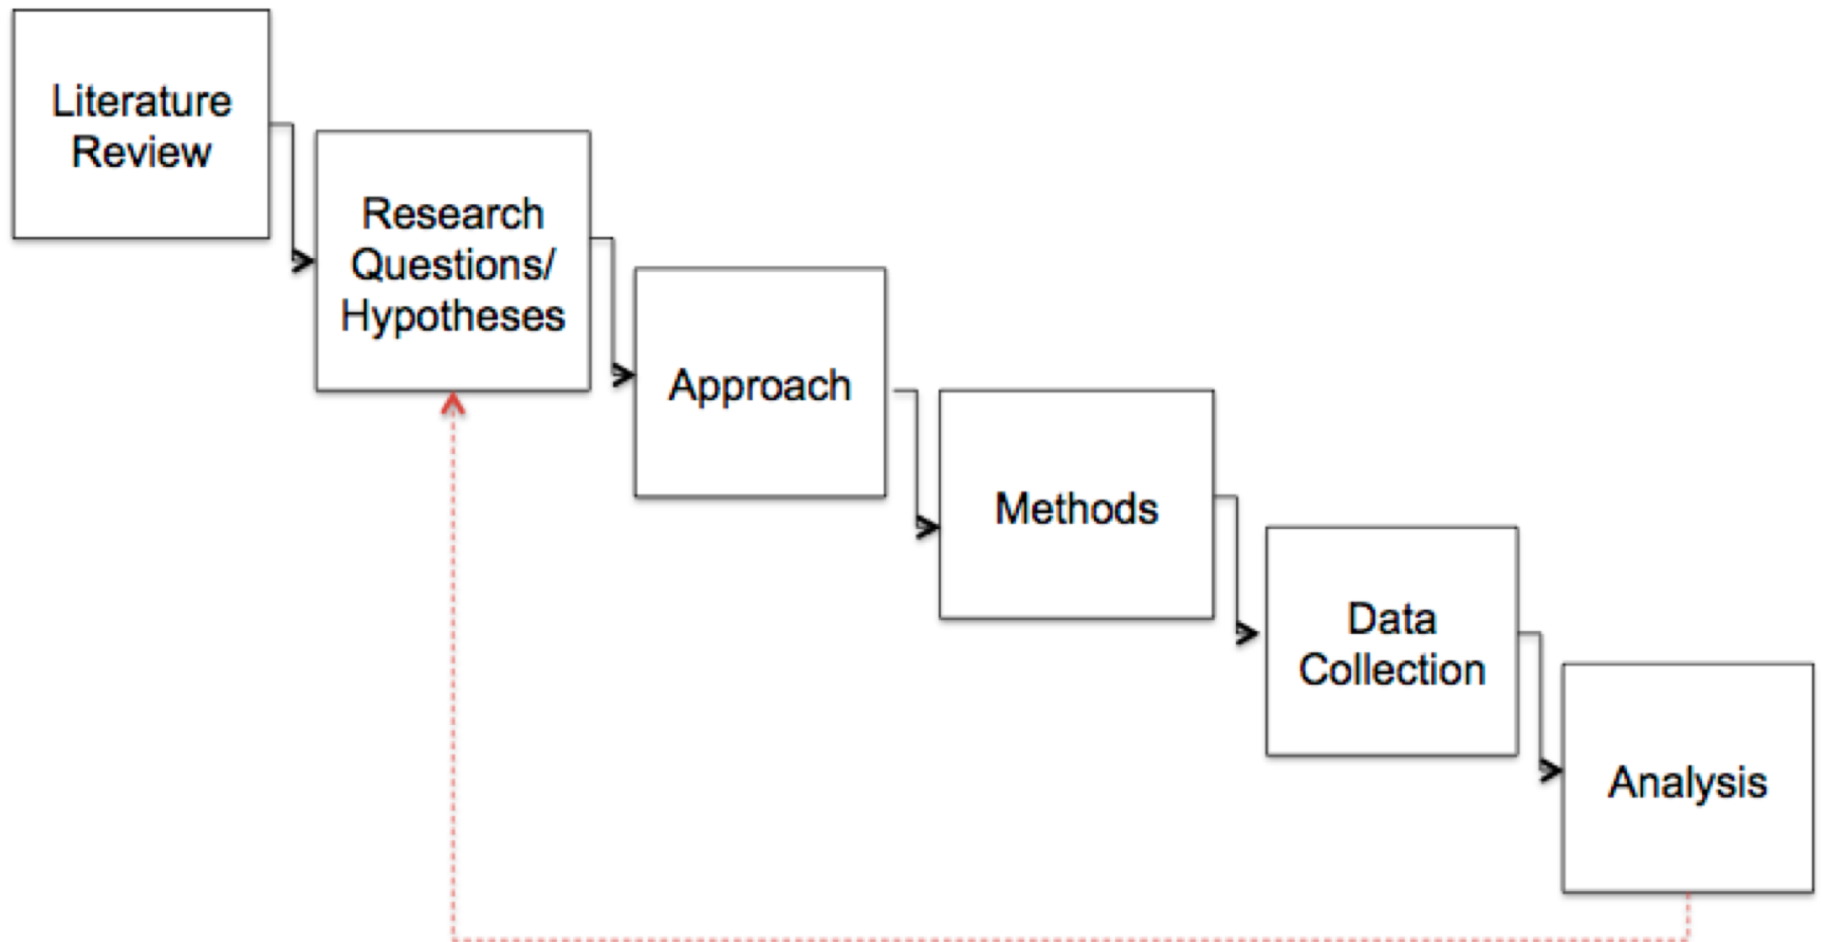 Literature
Review
Research
Questions/
Hypotheses
Approach
Methods
Data
Collection
Analysis